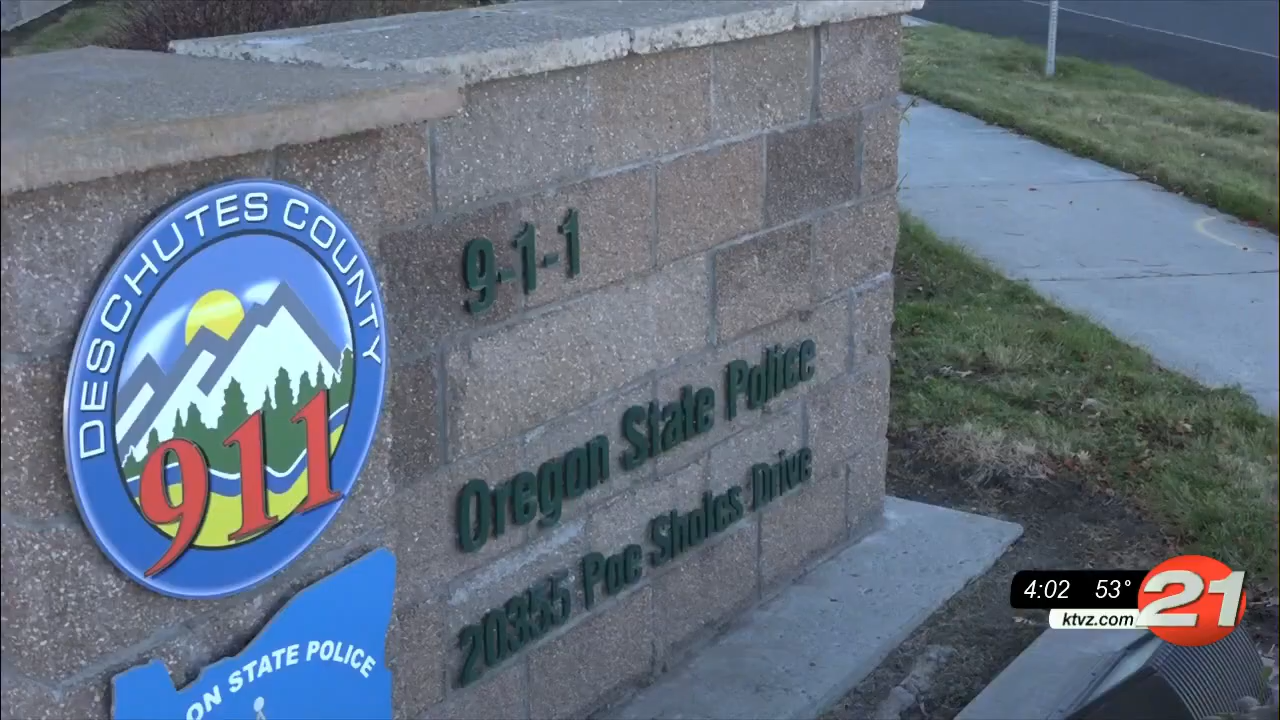 DESCHUTES COUNTY
911
9-1-1
Oregon State Police
20355 Poe Sholes Drive
ON STATE POLICE
4:02 53°
ktvz.com
21